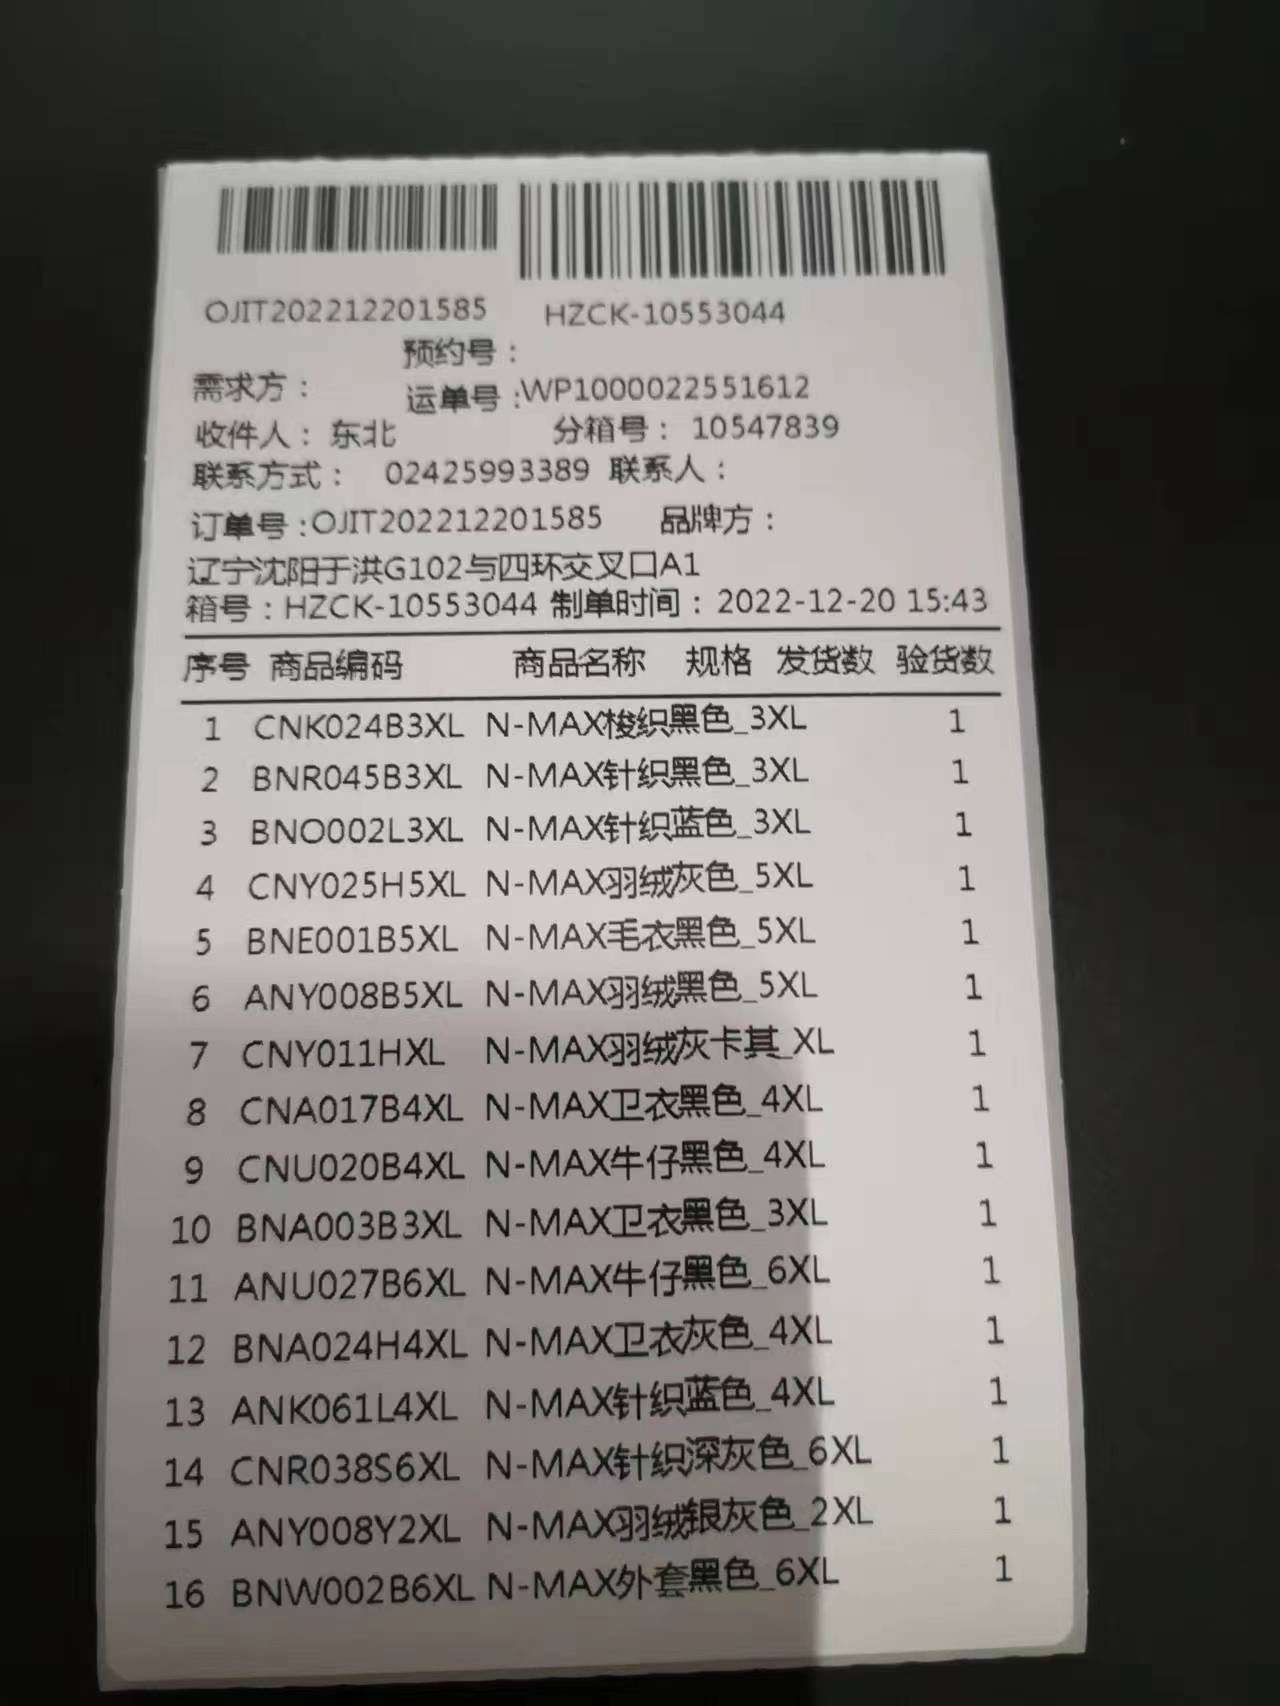 OJIT202212201585 HZCK-10553044
预约号：
需求方： 运单号：WP1000022551612
收件人： 东北 分箱号： 10547839
联系方式： 02425993389 联系人：
订单号：OJIT202212201585 品牌方：
辽宁沈阳于洪G102与四环交叉口A1
箱号：HZCK-10553044 制单时间：2022-12-20 15:43
序号 商品编码 商品名称 规格 发货数 验货数
1 CNK024B3XL N-MAX梭织黑色_3XL 1
2 BNR045B3XL N-MAX针织黑色_3XL 1
3 BNO002L3XL N-MAX针织蓝色_3XL 1
4 CNY025H5XL N-MAX羽绒灰色_5XL 1
5 BNE001B5XL N-MAX毛衣黑色_5XL 1
6 ANY008B5XL N-MAX羽绒黑色_5XL 1
7 CNY011HXL N-MAX羽绒灰卡其_XL 1
8 CNA017B4XL N-MAX卫衣黑色_4XL 1
9 CNU020B4XL N-MAX牛仔黑色_4XL 1
10 BNA003B3XL N-MAX卫衣黑色_3XL 1
11 ANU027B6XL N-MAX牛仔黑色_6XL 1
12 BNA024H4XL N-MAX卫衣灰色_4XL 1
13 ANK061L4XL N-MAX针织蓝色_4XL 1
14 CNR038S6XL N-MAX针织深灰色_6XL 1
15 ANY008Y2XL N-MAX羽绒银灰色_2XL 1
16 BNW002B6XL N-MAX外套黑色_6XL 1